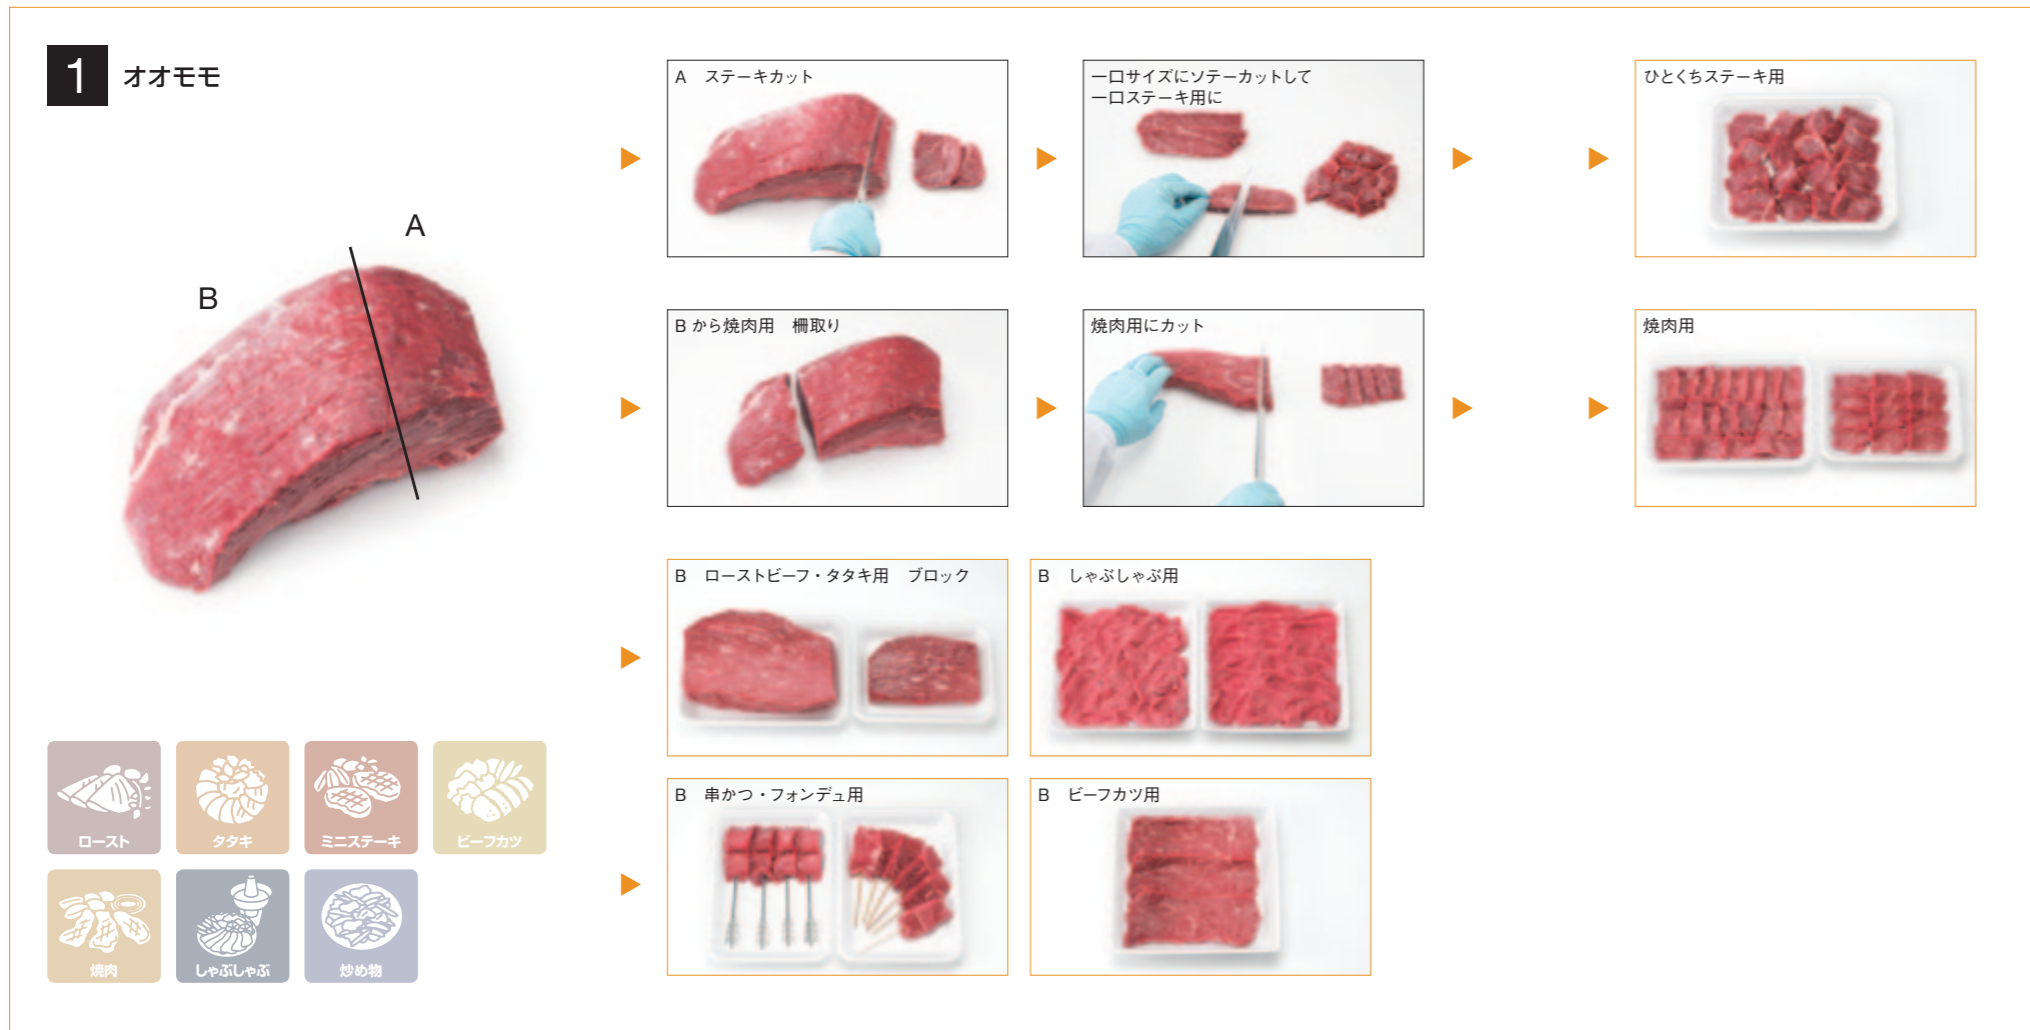 1 オオモモ
A
B
A ステーキカット
一口サイズにソテーカットして
一口ステーキ用に
ひとくちステーキ用
B から焼肉用 柵取り
焼肉用にカット
焼肉用
B ローストビーフ・タタキ用 ブロック
B しゃぶしゃぶ用
B 串かつ・フォンデュ用
B ビーフカツ用
ロースト
タタキ
ミニステーキ
ビーフカツ
焼肉
しゃぶしゃぶ
炒め物